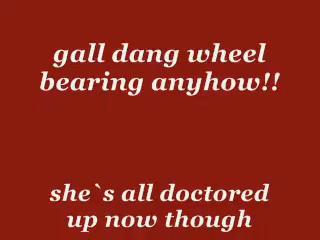 gall dang wheel
bearing anyhow!!
she`s all doctored
up now though